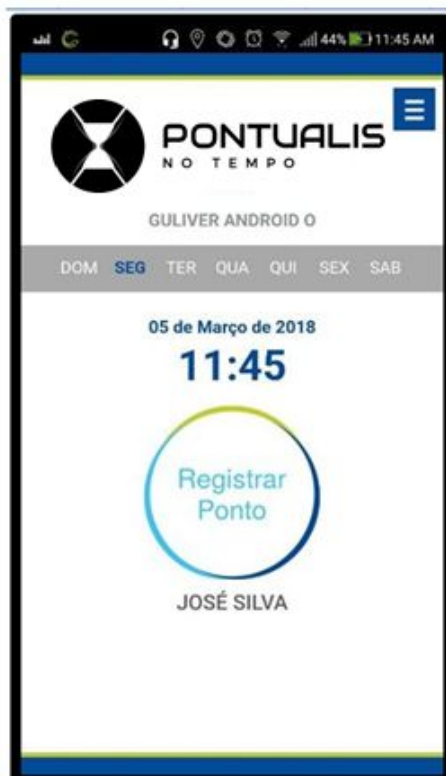 44% 11:45 AM
PONTUALIS
NO TEMPO
GULIVER ANDROID O
DOM SEG TER QUA QUI SEX SAB
05 de Março de 2018
11:45
Registrar
Ponto
JOSÉ SILVA